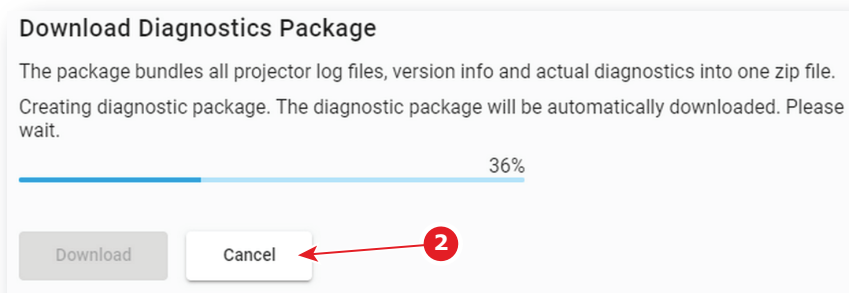 Download Diagnostics Package
The package bundles all projector log files, version info and actual diagnostics into one zip file.
Creating diagnostic package. The diagnostic package will be automatically downloaded. Please
wait.
36%
Download Cancel 2